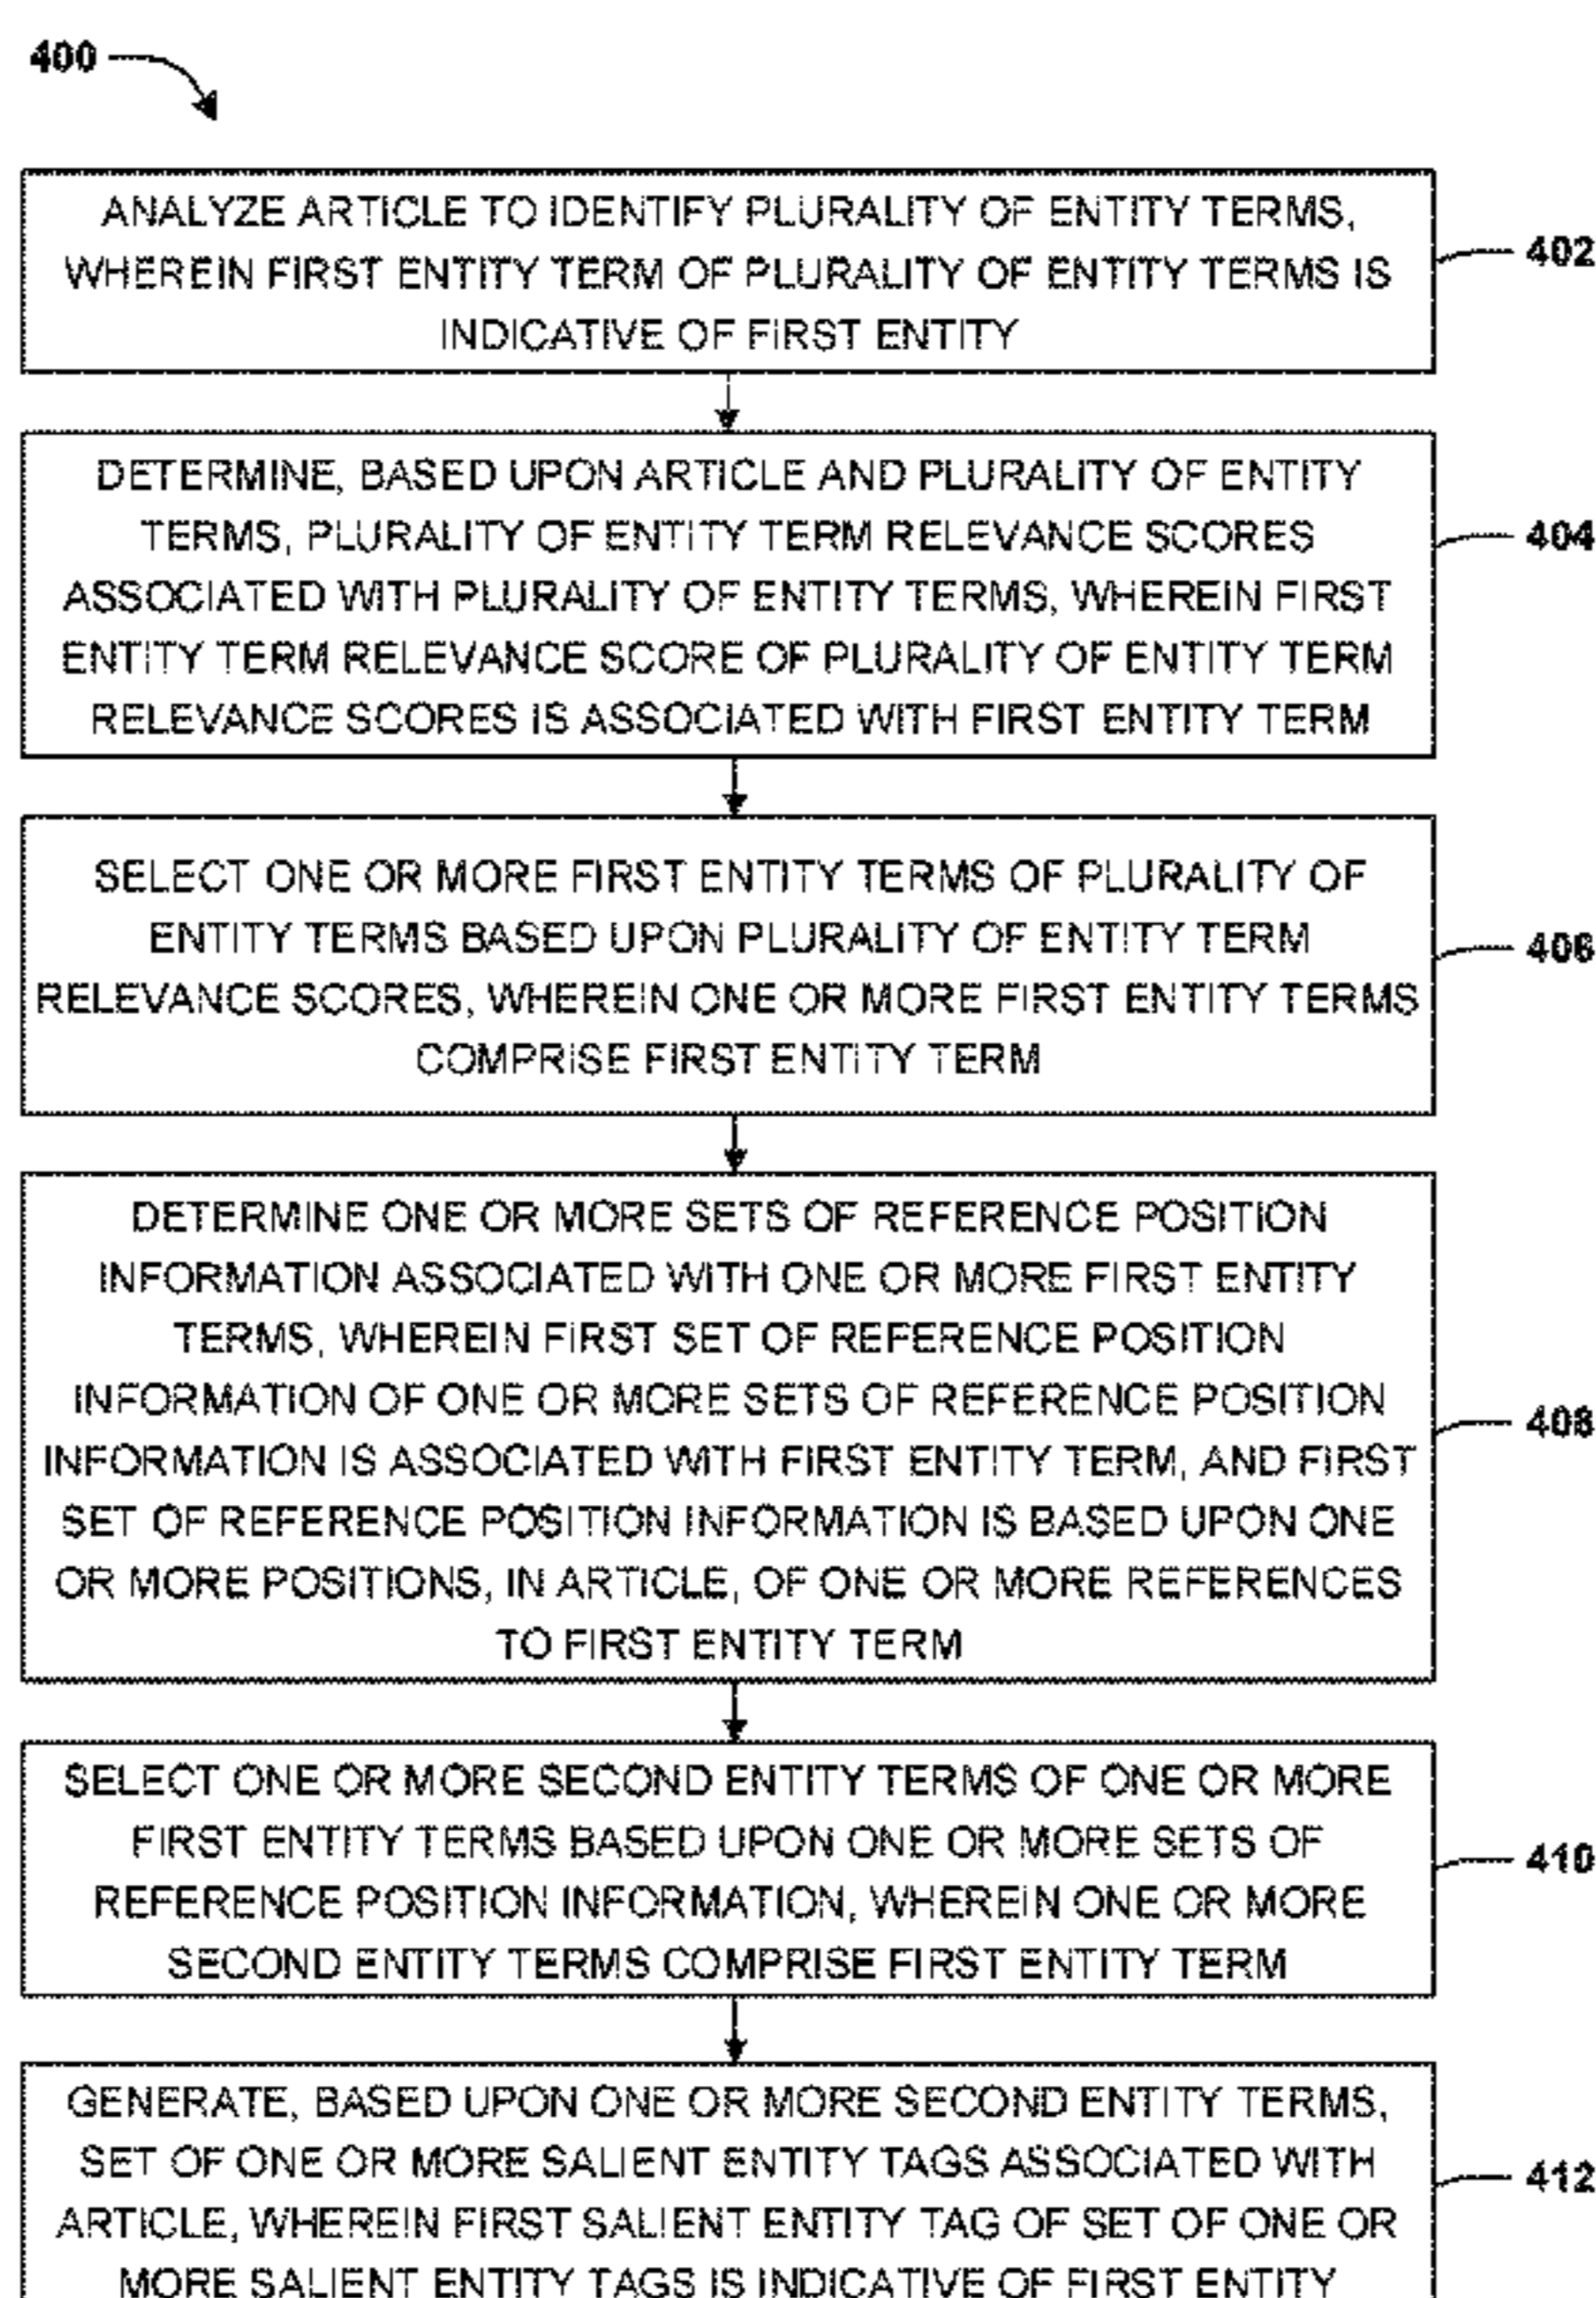 400
ANALYZE ARTICLE TO IDENTIFY PLURALITY OF ENTITY TERMS,
WHEREIN FIRST ENTITY TERM OF PLURALITY OF ENTITY TERMS IS
INDICATIVE OF FIRST ENTITY
402
DETERMINE, BASED UPON ARTICLE AND PLURALITY OF ENTITY
TERMS, PLURALITY OF ENTITY TERM RELEVANCE SCORES
ASSOCIATED WITH PLURALITY OF ENTITY TERMS, WHEREIN FIRST
ENTITY TERM RELEVANCE SCORE OF PLURALITY OF ENTITY TERM
RELEVANCE SCORES IS ASSOCIATED WITH FIRST ENTITY TERM
404
SELECT ONE OR MORE FIRST ENTITY TERMS OF PLURALITY OF
ENTITY TERMS BASED UPON PLURALITY OF ENTITY TERM
RELEVANCE SCORES, WHEREIN ONE OR MORE FIRST ENTITY TERMS
COMPRISE FIRST ENTITY TERM
406
DETERMINE ONE OR MORE SETS OF REFERENCE POSITION
INFORMATION ASSOCIATED WITH ONE OR MORE FIRST ENTITY
TERMS, WHEREIN FIRST SET OF REFERENCE POSITION
INFORMATION OF ONE OR MORE SETS OF REFERENCE POSITION
INFORMATION IS ASSOCIATED WITH FIRST ENTITY TERM, AND FIRST
SET OF REFERENCE POSITION INFORMATION IS BASED UPON ONE
OR MORE POSITIONS, IN ARTICLE, OF ONE OR MORE REFERENCES
TO FIRST ENTITY TERM
408
SELECT ONE OR MORE SECOND ENTITY TERMS OF ONE OR MORE
FIRST ENTITY TERMS BASED UPON ONE OR MORE SETS OF
REFERENCE POSITION INFORMATION, WHEREIN ONE OR MORE
SECOND ENTITY TERMS COMPRISE FIRST ENTITY TERM
410
GENERATE, BASED UPON ONE OR MORE SECOND ENTITY TERMS,
SET OF ONE OR MORE SALIENT ENTITY TAGS ASSOCIATED WITH
ARTICLE, WHEREIN FIRST SALIENT ENTITY TAG OF SET OF ONE OR
MORE SALIENT ENTITY TAGS IS INDICATIVE OF FIRST ENTITY
412